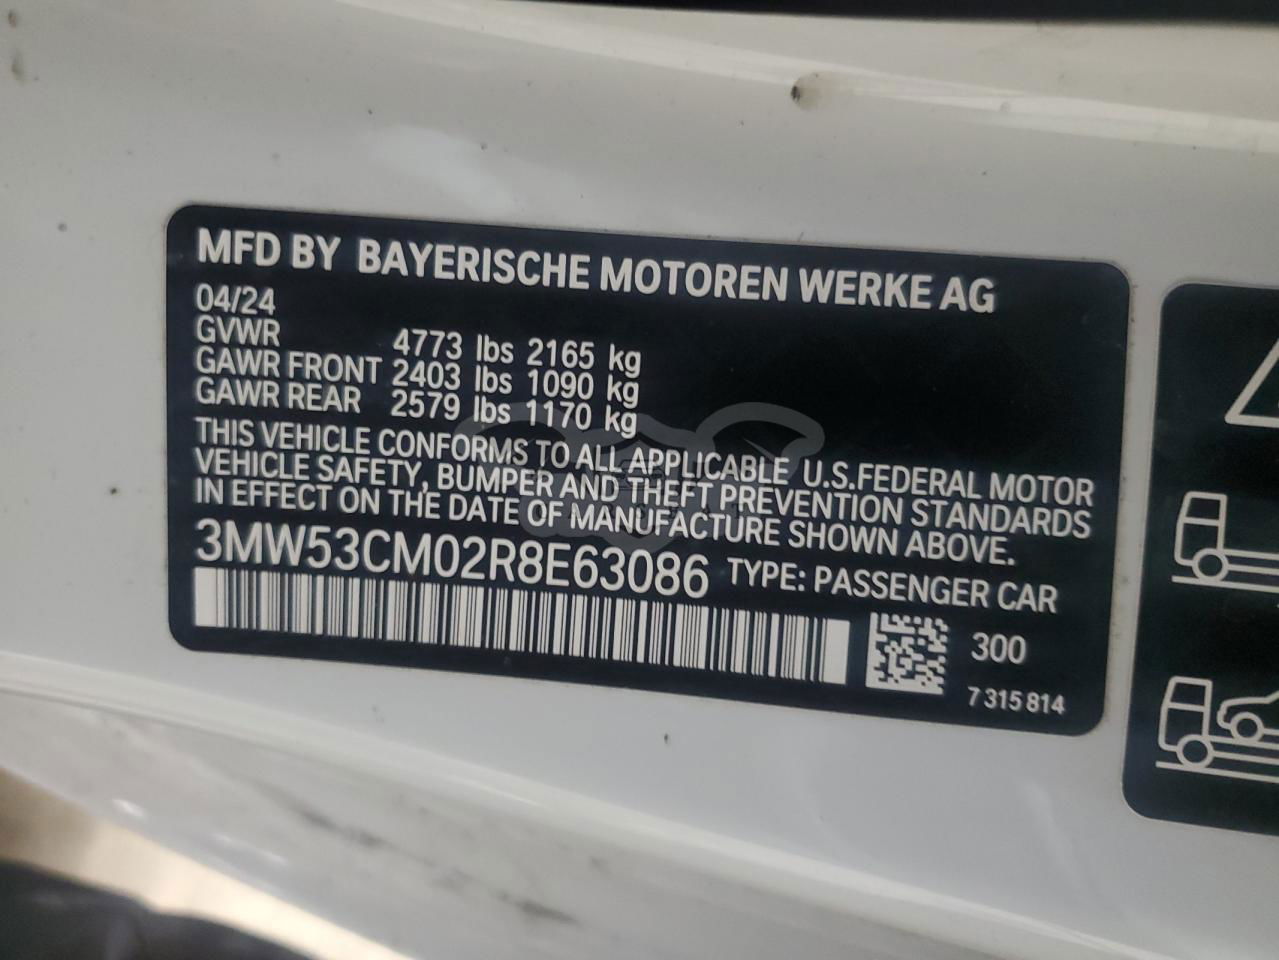 MFD BY BAYERISCHE MOTOREN WERKE AG
04/24
GVWR 4773 lbs 2165 kg
GAWR FRONT 2403 lbs 1090 kg
GAWR REAR 2579 lbs 1170 kg
THIS VEHICLE CONFORMS TO ALL APPLICABLE U.S.FEDERAL MOTOR
VEHICLE SAFETY, BUMPER AND THEFT PREVENTION STANDARDS
IN EFFECT ON THE DATE OF MANUFACTURE SHOWN ABOVE.
3MW53CM02R8E63086 TYPE: PASSENGER CAR
300
7 315 814